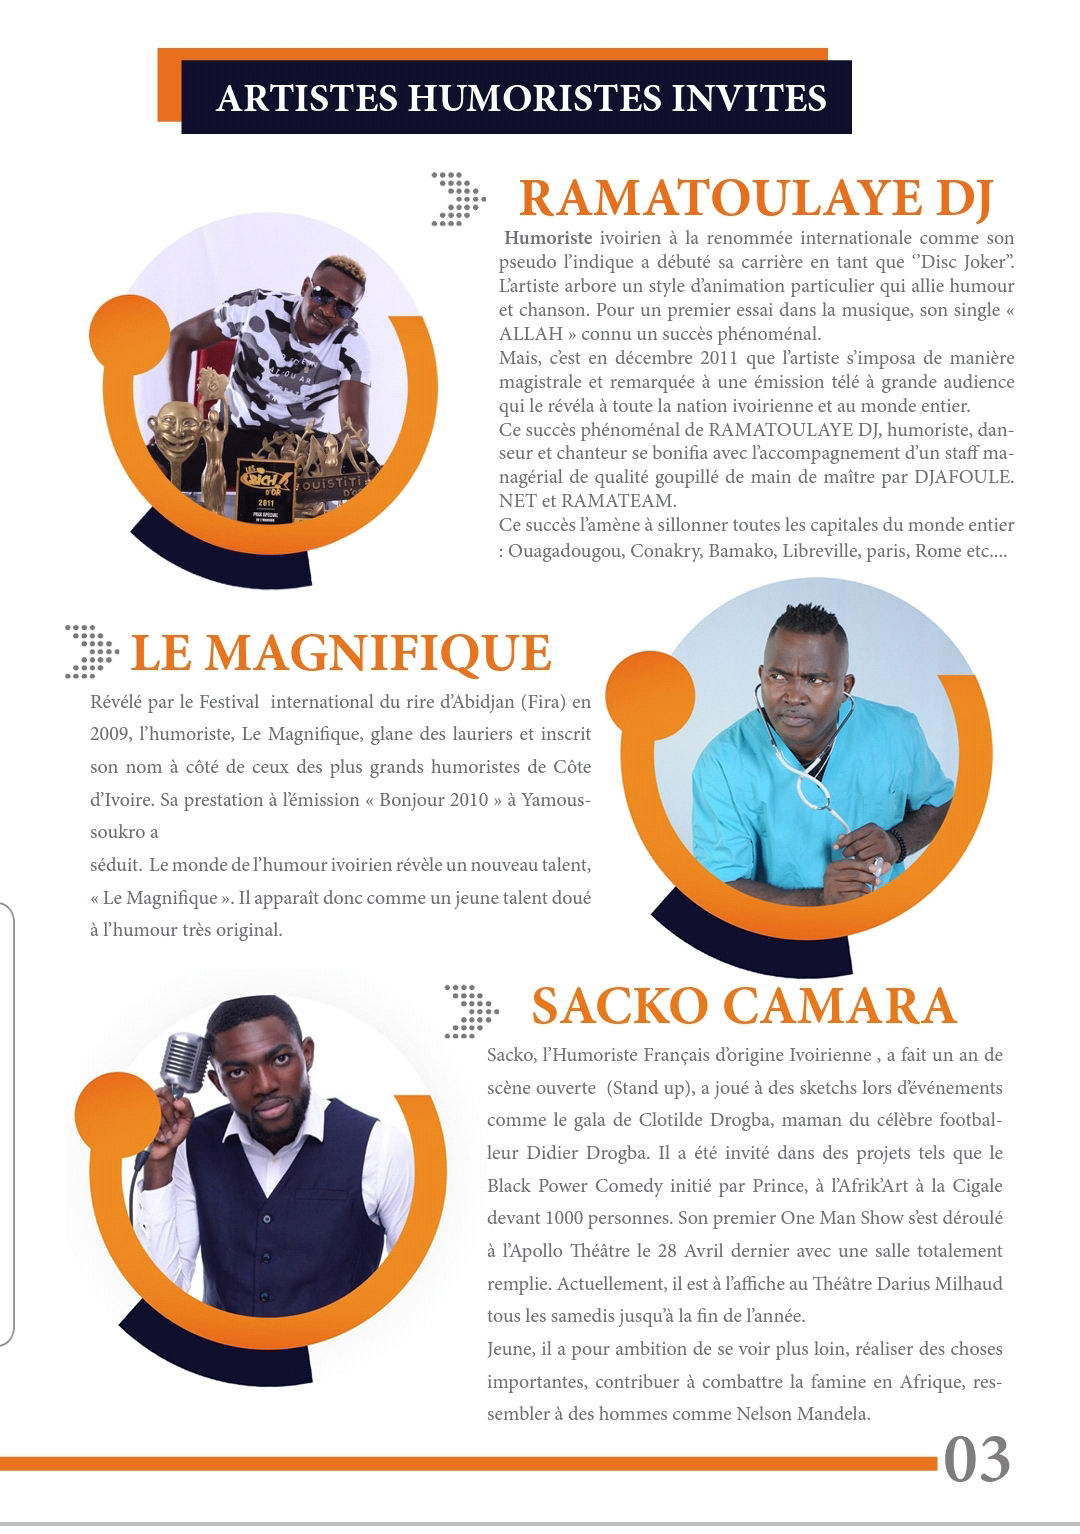 ARTISTES HUMORISTES INVITES
RAMATOULAYE DJ
Humoriste ivoirien à la renommée internationale comme son
pseudo l’indique a débuté sa carrière en tant que ‘’Disc Joker’’.
L’artiste arbore un style d’animation particulier qui allie humour
et chanson. Pour un premier essai dans la musique, son single «
ALLAH » connu un succès phénoménal.
Mais, c’est en décembre 2011 que l’artiste s’imposa de manière
magistrale et remarquée à une émission télé à grande audience
qui le révéla à toute la nation ivoirienne et au monde entier.
Ce succès phénoménal de RAMATOULAYE DJ, humoriste, dan-
seur et chanteur se bonifia avec l’accompagnement d’un staff ma-
nagérial de qualité goupillé de main de maître par DJAFOULE.
NET et RAMATEAM.
Ce succès l’amène à sillonner toutes les capitales du monde entier
: Ouagadougou, Conakry, Bamako, Libreville, paris, Rome etc....
LES
BICH
D'OR
2011
OUISTITI
D'O
LE MAGNIFIQUE
Révélé par le Festival international du rire d’Abidjan (Fira) en
2009, l’humoriste, Le Magnifique, glane des lauriers et inscrit
son nom à côté de ceux des plus grands humoristes de Côte
d’Ivoire. Sa prestation à l’émission « Bonjour 2010 » à Yamous-
soukro a
séduit. Le monde de l’humour ivoirien révèle un nouveau talent,
« Le Magnifique ». Il apparaît donc comme un jeune talent doué
à l’humour très original.
SACKO CAMARA
Sacko, l’Humoriste Français d’origine Ivoirienne , a fait un an de
scène ouverte (Stand up), a joué à des sketchs lors d’événements
comme le gala de Clotilde Drogba, maman du célèbre footbal-
leur Didier Drogba. Il a été invité dans des projets tels que le
Black Power Comedy initié par Prince, à l’Afrik’Art à la Cigale
devant 1000 personnes. Son premier One Man Show s’est déroulé
à l’Apollo Théâtre le 28 Avril dernier avec une salle totalement
remplie. Actuellement, il est à l’affiche au Théâtre Darius Milhaud
tous les samedis jusqu’à la fin de l’année.
Jeune, il a pour ambition de se voir plus loin, réaliser des choses
importantes, contribuer à combattre la famine en Afrique, res-
sembler à des hommes comme Nelson Mandela.
03